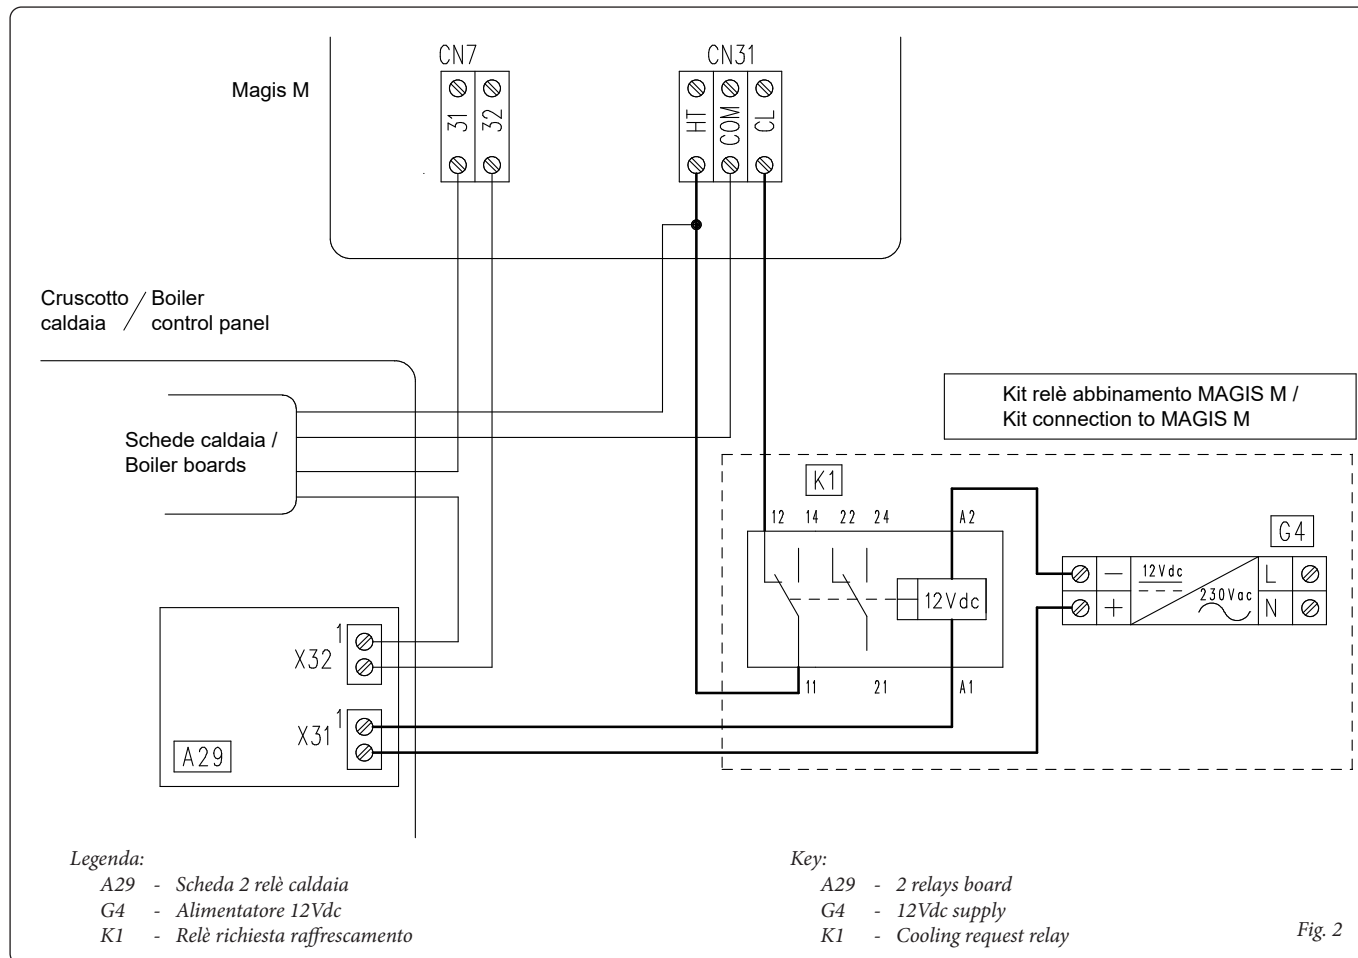 CN7
CN31
Magis M
31
32
HT
COM
CL
Cruscotto / Boiler
caldaia control panel
Kit relè abbinamento MAGIS M /
Kit connection to MAGIS M
Schede caldaia /
Boiler boards
K1
12 14 22 24 A2
G4
12Vdc
230Vac
L
N
-
+
12Vdc
11 21 A1
1
X32
1
X31
A29
Legenda:
A29 - Scheda 2 relè caldaia
G4 - Alimentatore 12Vdc
K1 - Relè richiesta raffrescamento
Key:
A29 - 2 relays board
G4 - 12Vdc supply
K1 - Cooling request relay
Fig. 2